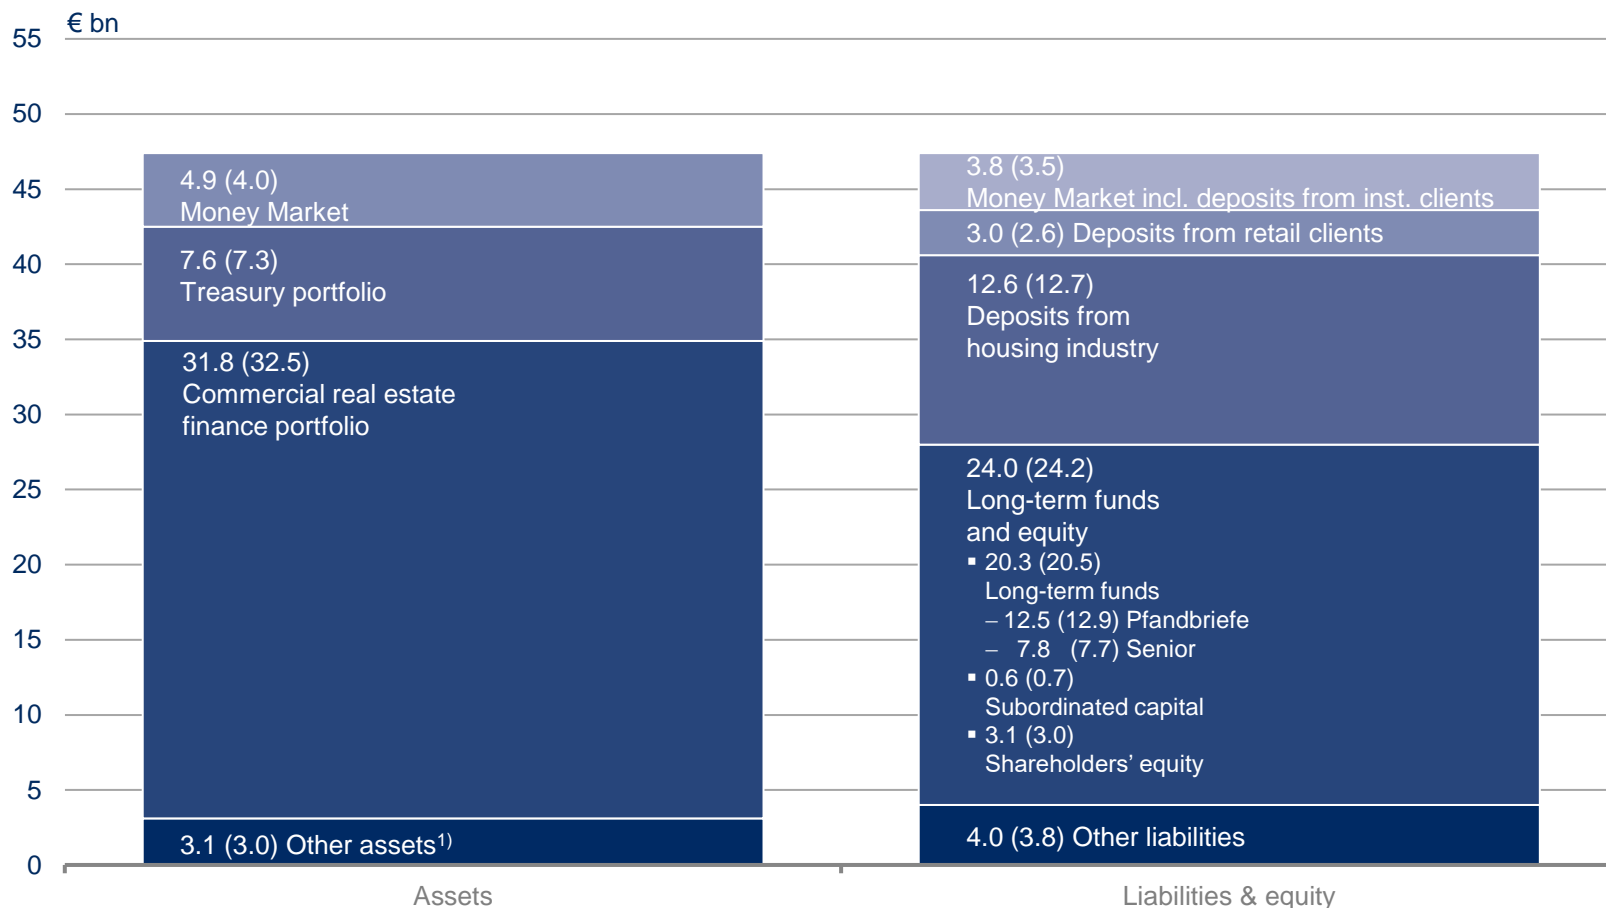 € bn
55
50
45
40
35
30
25
20
15
10
5
0
4.9 (4.0)
Money Market
7.6 (7.3)
Treasury portfolio
31.8 (32.5)
Commercial real estate
finance portfolio
3.1 (3.0) Other assets1)
Assets
3.8 (3.5)
Money Market incl. deposits from inst. clients
3.0 (2.6) Deposits from retail clients
12.6 (12.7)
Deposits from
housing industry
24.0 (24.2)
Long-term funds
and equity
▪ 20.3 (20.5)
Long-term funds
– 12.5 (12.9) Pfandbriefe
– 7.8 (7.7) Senior
▪ 0.6 (0.7)
Subordinated capital
▪ 3.1 (3.0)
Shareholders’ equity
4.0 (3.8) Other liabilities
Liabilities & equity